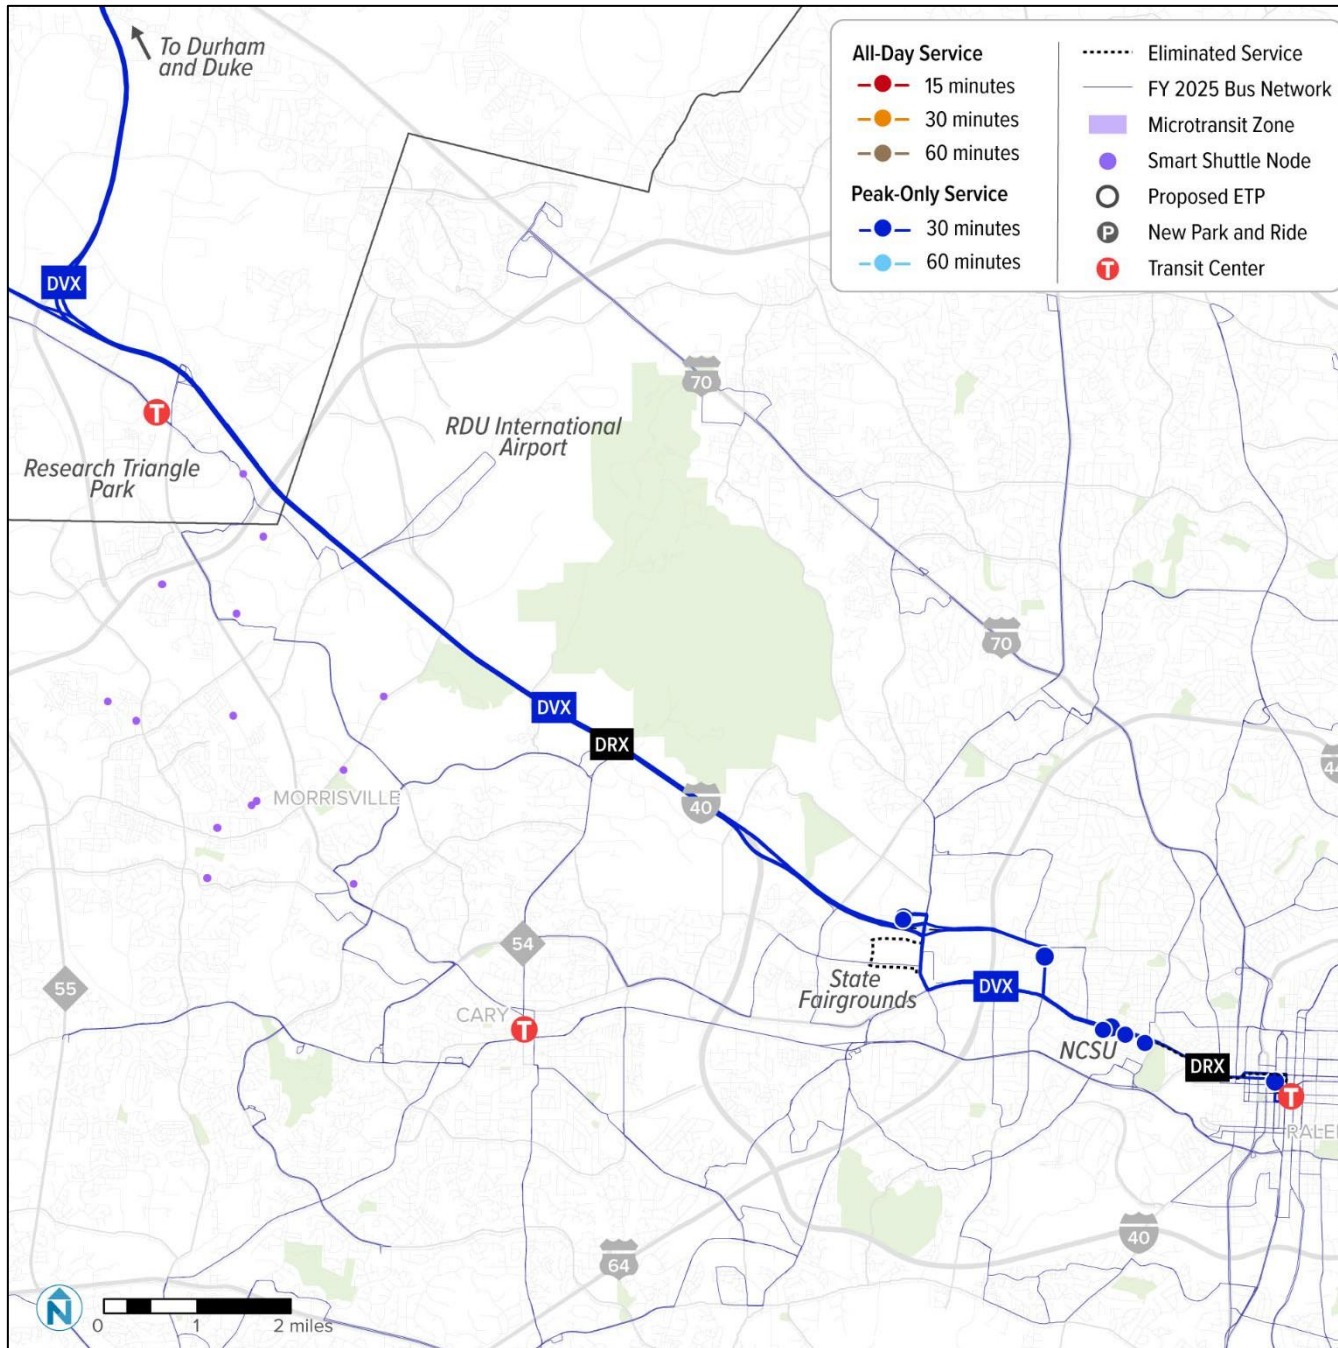 To Durham
and Duke
All-Day Service
15 minutes
30 minutes
60 minutes
Peak-Only Service
30 minutes
60 minutes
Eliminated Service
FY 2025 Bus Network
Microtransit Zone
Smart Shuttle Node
Proposed ETP
P
New Park and Ride
T
Transit Center
DVX
70
T
RDU International
Airport
Research Triangle
Park
70
DVX
DRX
44
MORRISVILLE
40
54
55
State
Fairgrounds
DVX
CARY
T
NCSU
DRX
T
RALE
40
64
N
0 1 2 miles